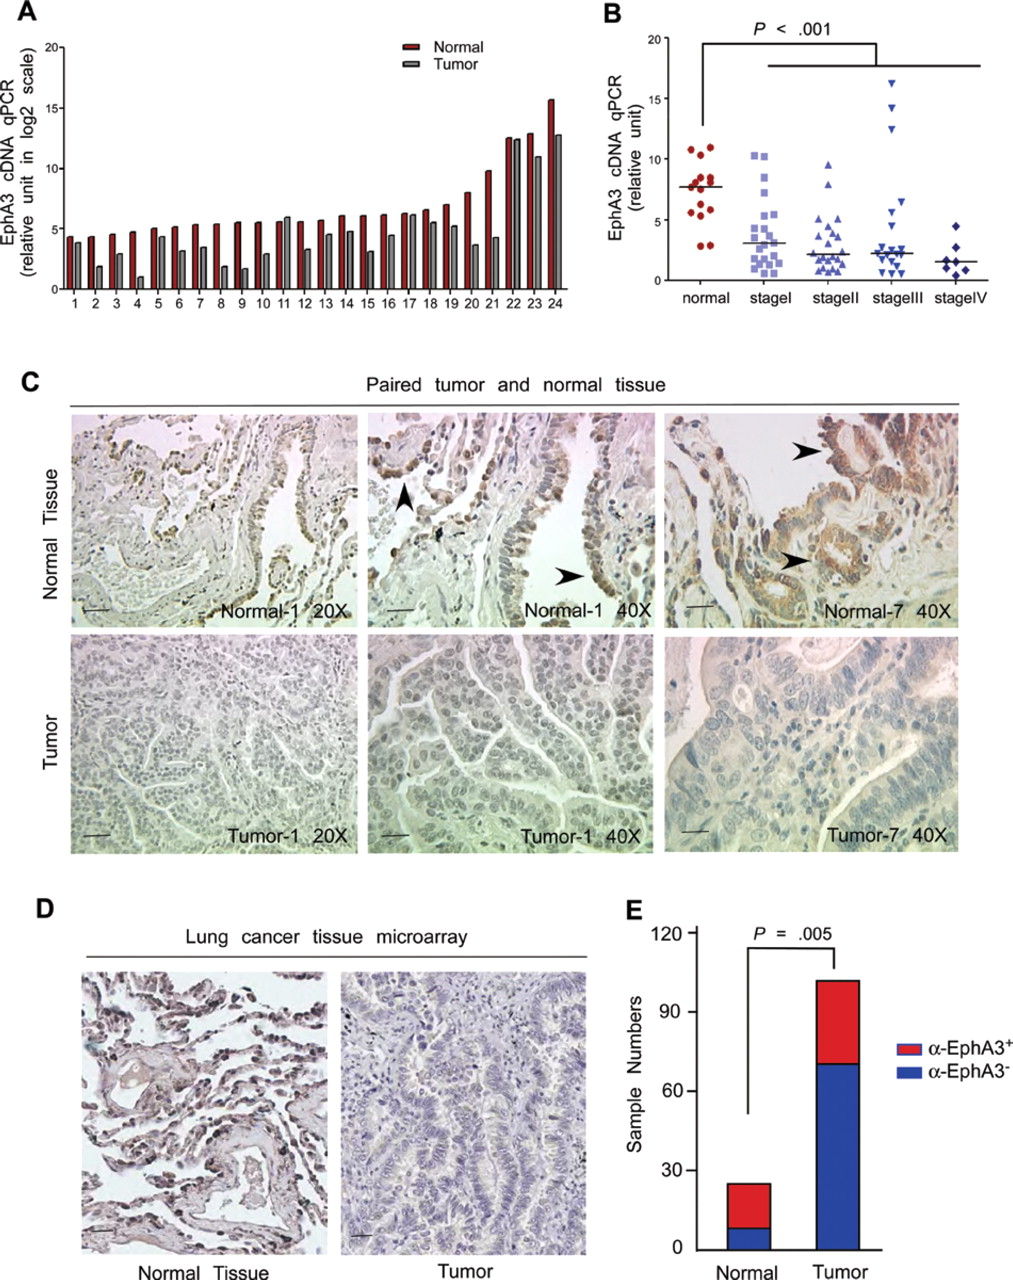 A
EphA3 cDNA qPCR
(relative unit in log2 scale)
20
15
10
5
0
Normal
Tumor
1 2 3 4 5 6 7 8 9 10 11 12 13 14 15 16 17 18 19 20 21 22 23 24
B
P < .001
EphA3 cDNA qPCR
(relative unit)
20
15
10
5
0
normal stageI stageII stageIII stageIV
C
Paired tumor and normal tissue
Normal Tissue
Normal-1 20X
Normal-1 40X
Normal-7 40X
Tumor
Tumor-1 20X
Tumor-1 40X
Tumor-7 40X
D
Lung cancer tissue microarray
Normal Tissue
Tumor
E
P = .005
Sample Numbers
120
90
60
30
0
α-EphA3+
α-EphA3-
Normal Tumor